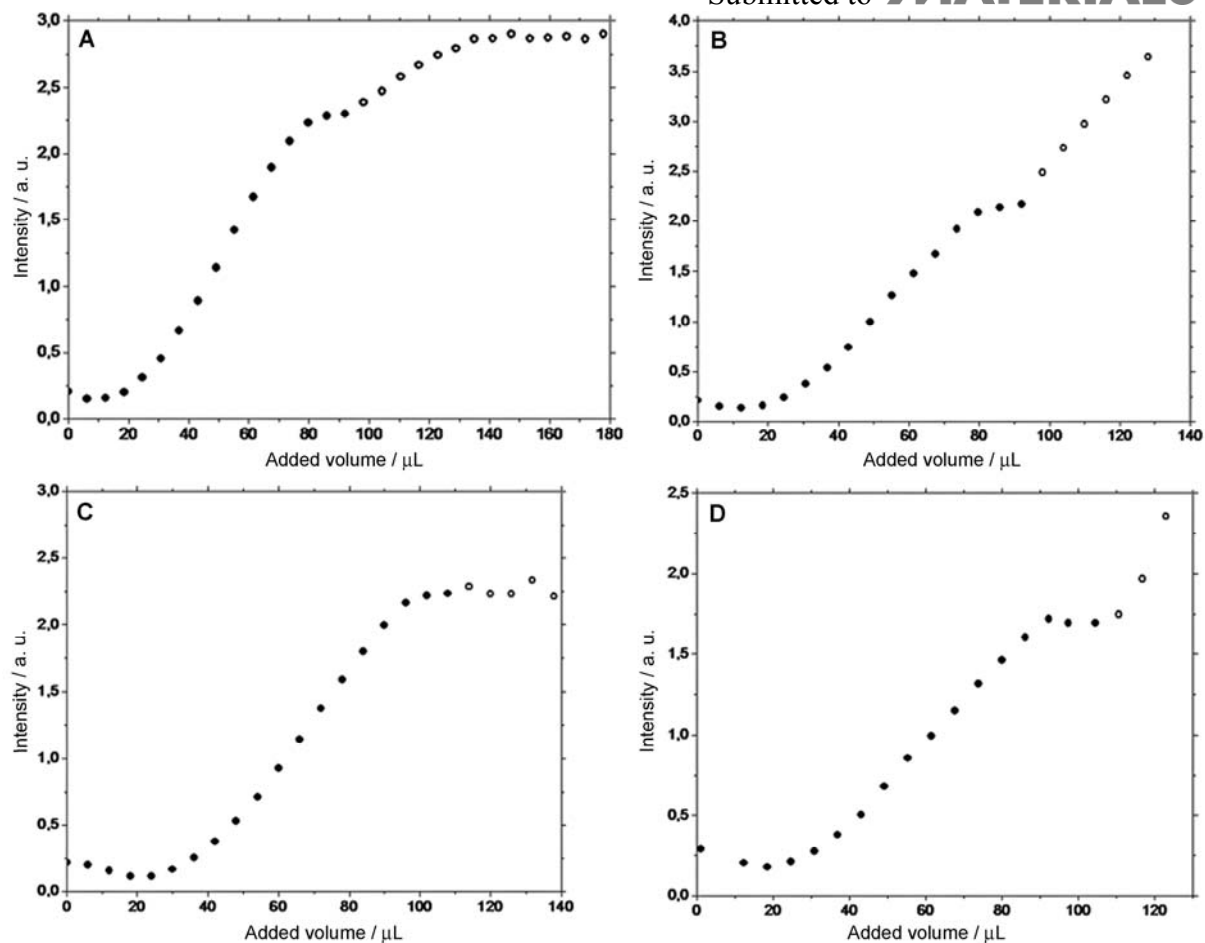 Submitted to MATERIALS
A
3,0
2,5
2,0
1,5
1,0
0,5
0,0
Intensity / a. u.
0 20 40 60 80 100 120 140 160 180
Added volume / μL
B
4,0
3,5
3,0
2,5
2,0
1,5
1,0
0,5
0,0
Intensity / a. u.
0 20 40 60 80 100 120 140
Added volume / μL
C
3,0
2,5
2,0
1,5
1,0
0,5
0,0
Intensity / a. u.
0 20 40 60 80 100 120 140
Added volume / μL
D
2,5
2,0
1,5
1,0
0,5
0,0
Intensity / a. u.
0 20 40 60 80 100 120
Added volume / μL